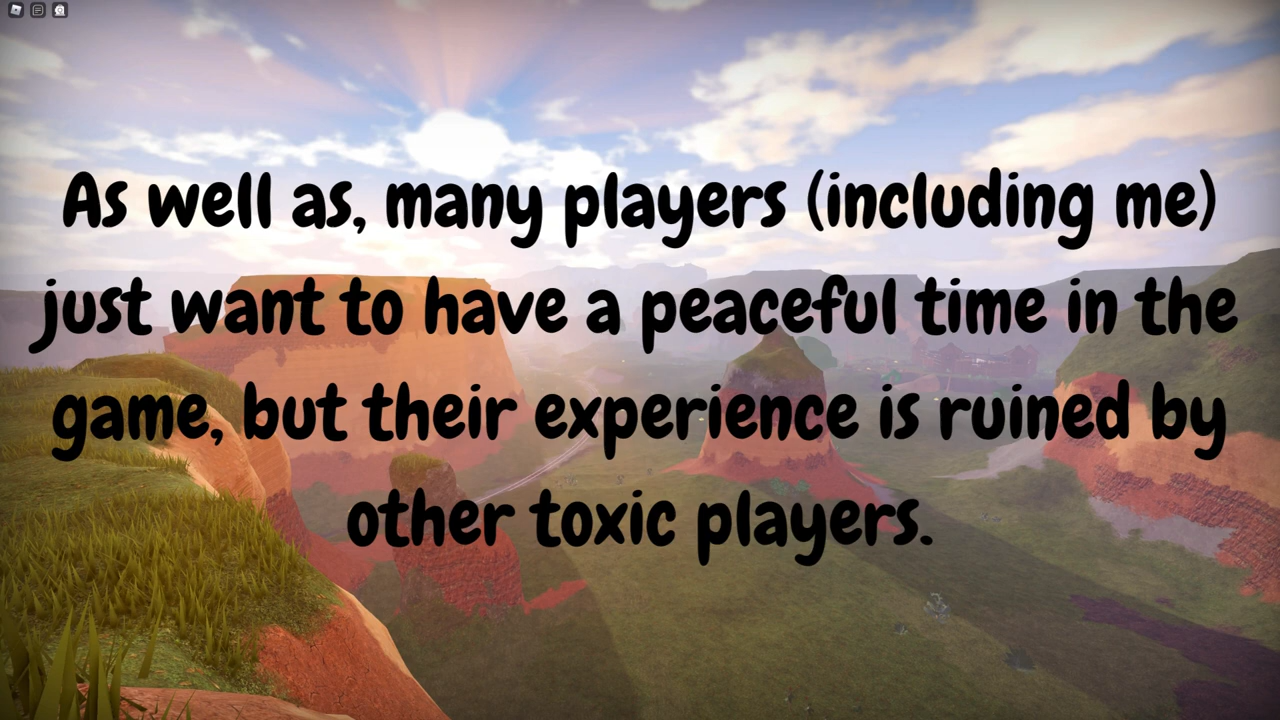 As well as, many players (including me)
just want to have a peaceful time in the
game, but their experience is ruined by
other toxic players.